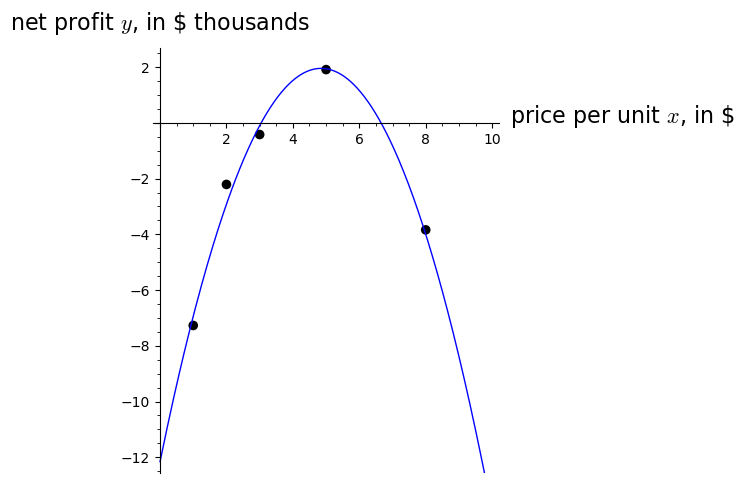 net profit y, in $ thousands
2
price per unit x, in $
2 4 6 8 10
−2
−4
−6
−8
−10
−12